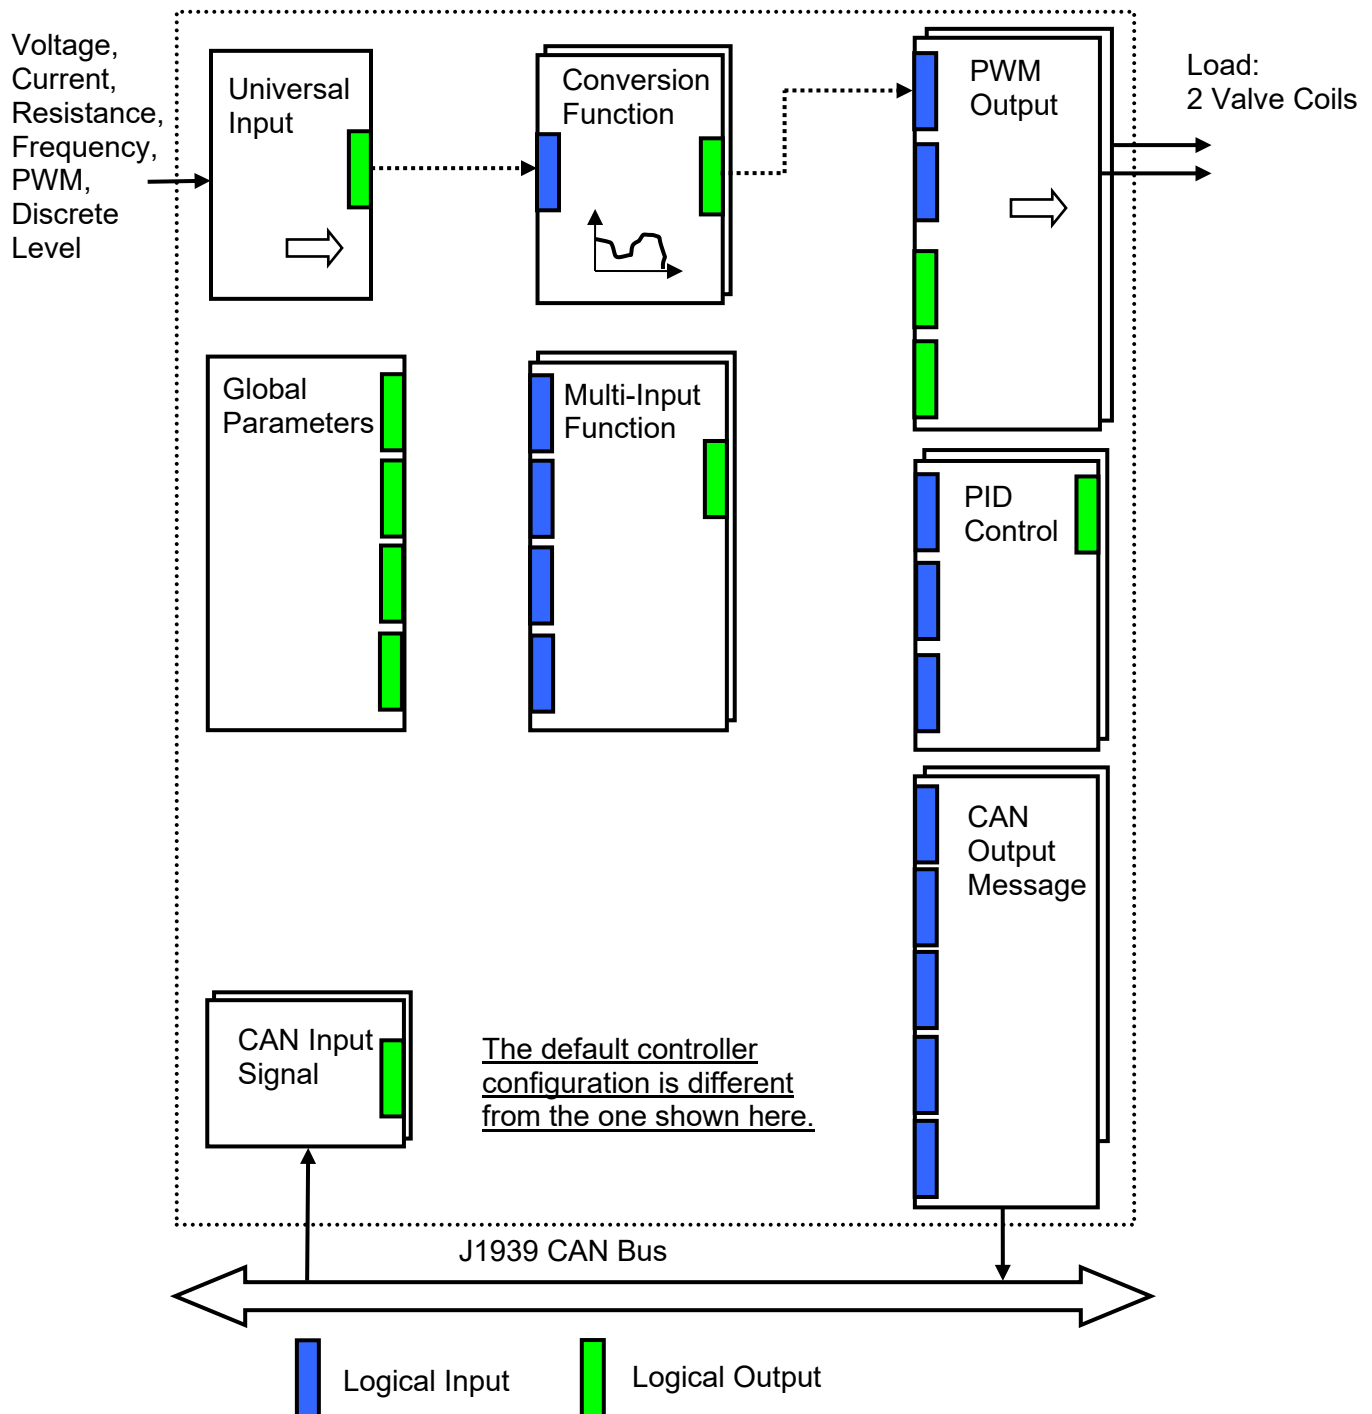 Voltage,
Current,
Resistance,
Frequency,
PWM,
Discrete
Level
Universal
Input
Conversion
Function
PWM
Output
Load:
2 Valve Coils
Global
Parameters
Multi-Input
Function
PID
Control
CAN
Output
Message
CAN Input
Signal
The default controller
configuration is different
from the one shown here.
J1939 CAN Bus
Logical Input
Logical Output